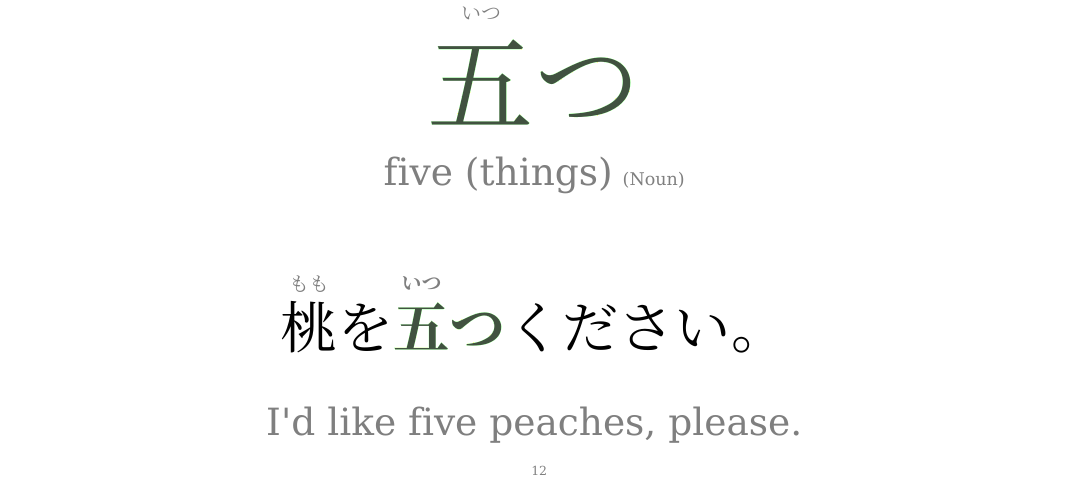 いつ
五つ
five (things) (Noun)
もも いつ
桃を五つください。
I'd like five peaches, please.
12